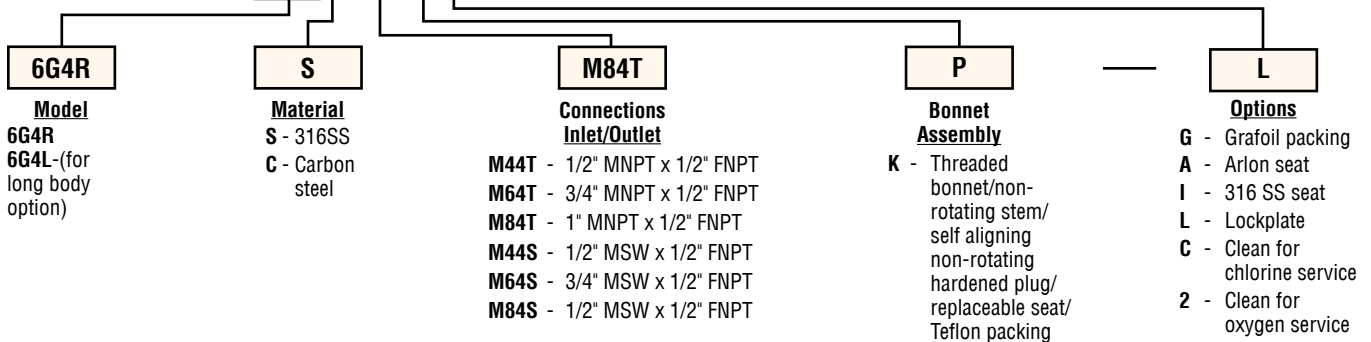 6G4R
S
M84T
P
L
Model
6G4R
6G4L-(for
long body
option)
Material
S - 316SS
C - Carbon
steel
Connections
Inlet/Outlet
M44T - 1/2" MNPT x 1/2" FNPT
M64T - 3/4" MNPT x 1/2" FNPT
M84T - 1" MNPT x 1/2" FNPT
M44S - 1/2" MSW x 1/2" FNPT
M64S - 3/4" MSW x 1/2" FNPT
M84S - 1/2" MSW x 1/2" FNPT
Bonnet
Assembly
K - Threaded
bonnet/non-
rotating stem/
self aligning
non-rotating
hardened plug/
replaceable seat/
Teflon packing
Options
G - Grafoil packing
A - Arlon seat
I - 316 SS seat
L - Lockplate
C - Clean for
chlorine service
2 - Clean for
oxygen service